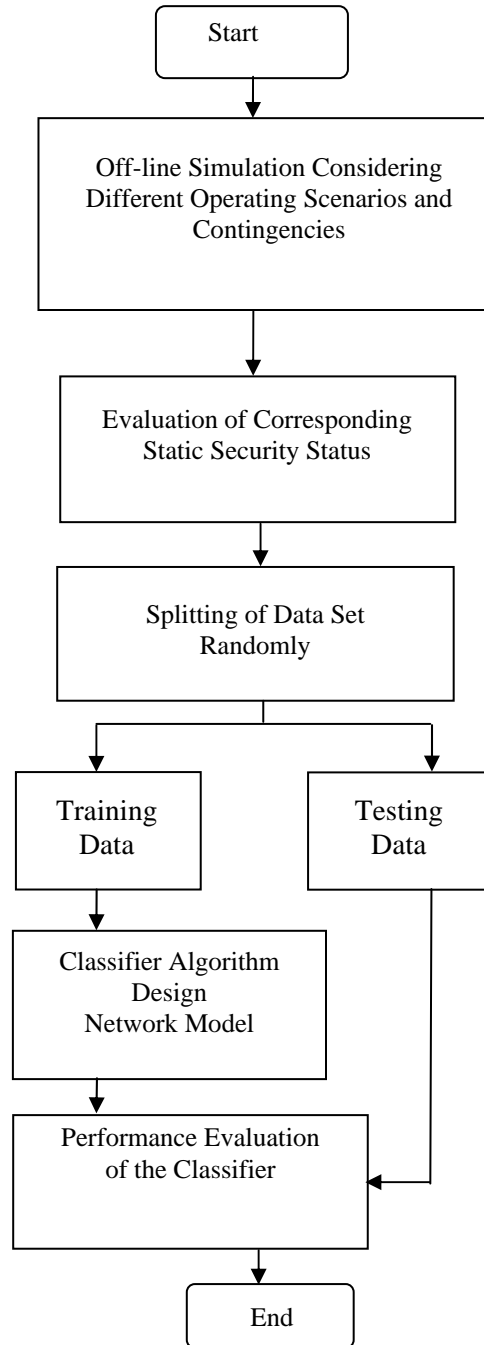 Start
Off-line Simulation Considering
Different Operating Scenarios and
Contingencies
Evaluation of Corresponding
Static Security Status
Splitting of Data Set
Randomly
Training
Data
Testing
Data
Classifier Algorithm
Design
Network Model
Performance Evaluation
of the Classifier
End